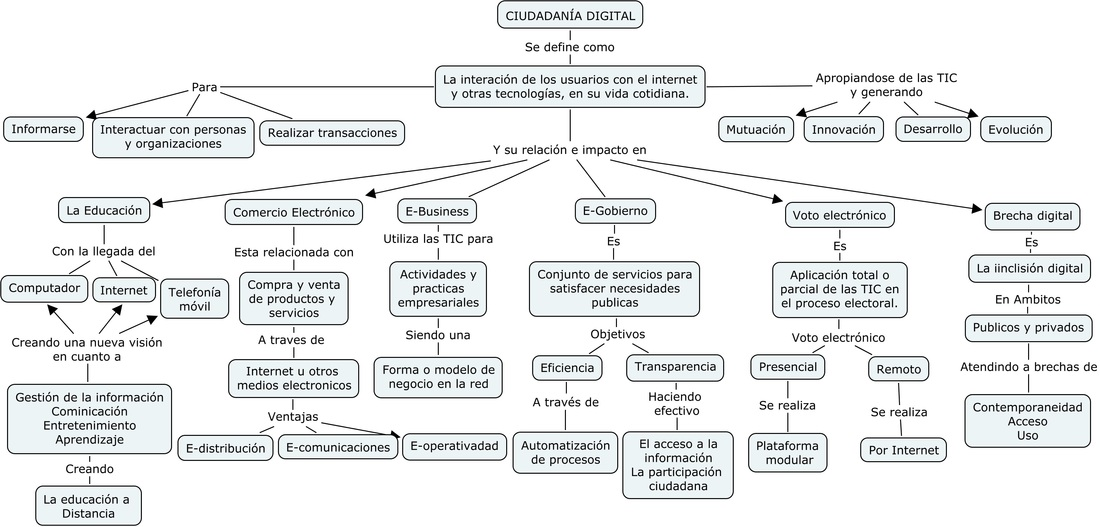 CIUDADANÍA DIGITAL
Se define como
La interación de los usuarios con el internet
y otras tecnologías, en su vida cotidiana.
Para
Informarse
Interactuar con personas
y organizaciones
Realizar transacciones
Apropiandose de las TIC
y generando
Mutuación
Innovación
Desarrollo
Evolución
Y su relación e impacto en
La Educación
Con la llegada del
Computador
Internet
Telefonía
móvil
Creando una nueva visión
en cuanto a
Gestión de la información
Cominicación
Entretenimiento
Aprendizaje
Creando
La educación a
Distancia
Comercio Electrónico
Esta relacionada con
Compra y venta
de productos y
servicios
A traves de
Internet u otros
medios electronicos
Ventajas
E-distribución
E-comunicaciones
E-operativadad
E-Business
Utiliza las TIC para
Actividades y
practicas
empresariales
Siendo una
Forma o modelo de
negocio en la red
E-Gobierno
Es
Conjunto de servicios para
satisfacer necesidades
publicas
Objetivos
Eficiencia
A través de
Automatización
de procesos
Transparencia
Haciendo
efectivo
El acceso a la
información
La participación
ciudadana
Voto electrónico
Es
Aplicación total o
parcial de las TIC en
el proceso electoral.
Voto electrónico
Presencial
Se realiza
Plataforma
modular
Remoto
Se realiza
Por Internet
Brecha digital
Es
La iinclisión digital
En Ambitos
Publicos y privados
Atendindo a brechas de
Contemporaneidad
Acceso
Uso